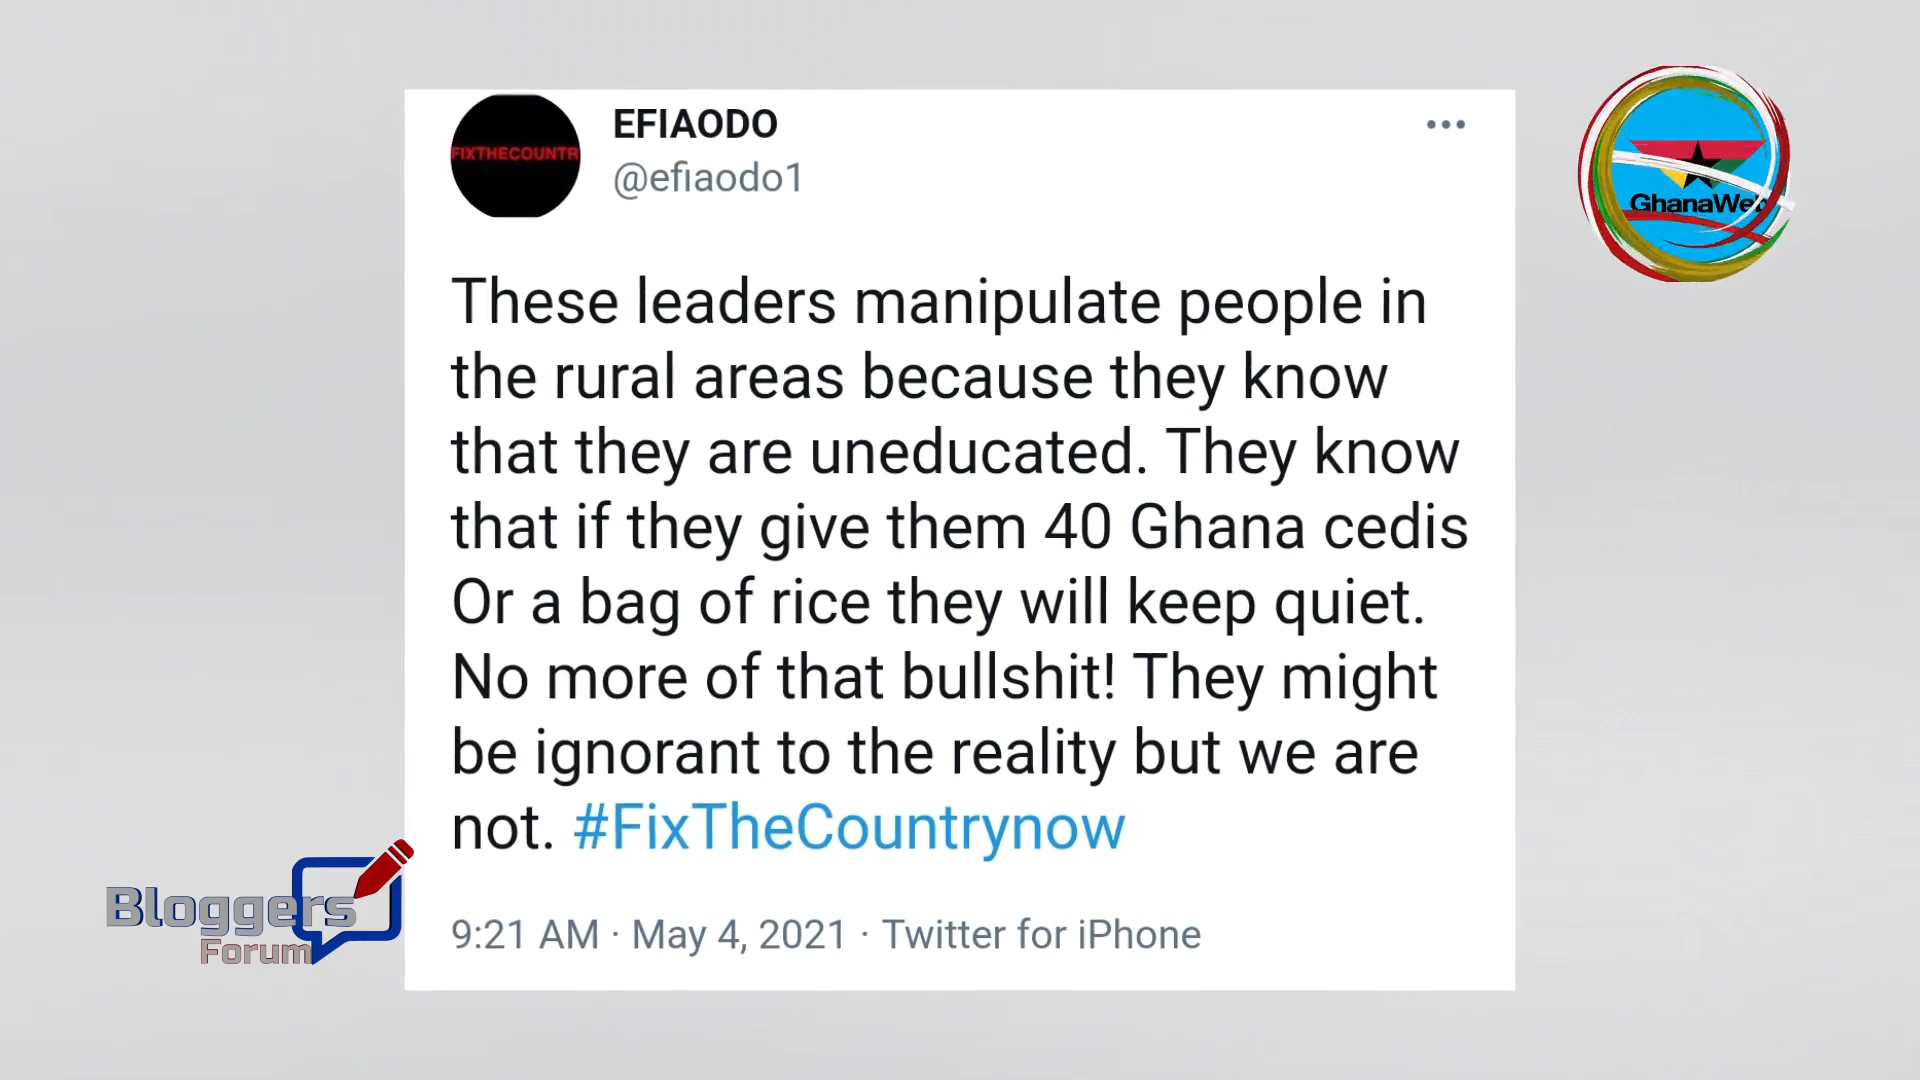 FIXTHECOUNTR
EFIAODO
@efiaodo1
These leaders manipulate people in
the rural areas because they know
that they are uneducated. They know
that if they give them 40 Ghana cedis
Or a bag of rice they will keep quiet.
No more of that bullshit! They might
be ignorant to the reality but we are
not. #FixTheCountrynow
9:21 AM · May 4, 2021 · Twitter for iPhone
GhanaWeb
Bloggers
Forum